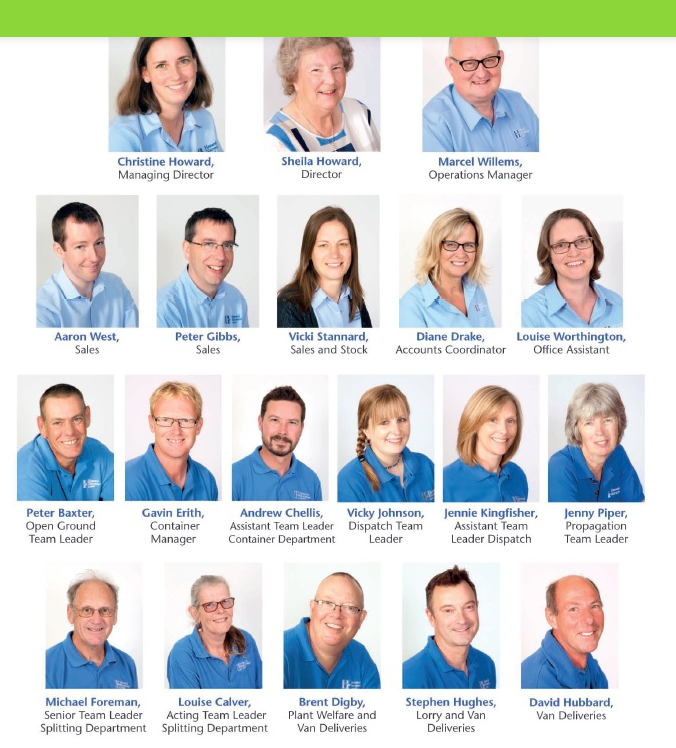 Christine Howard,
Managing Director
Sheila Howard,
Director
Marcel Willems,
Operations Manager
Aaron West,
Sales
Peter Gibbs,
Sales
Vicki Stannard,
Sales and Stock
Diane Drake,
Accounts Coordinator
Louise Worthington,
Office Assistant
Peter Baxter,
Open Ground
Team Leader
Gavin Erith,
Container
Manager
Andrew Chellis,
Assistant Team Leader
Container Department
Vicky Johnson,
Dispatch Team
Leader
Jennie Kingfisher,
Assistant Team
Leader Dispatch
Jenny Piper,
Propagation
Team Leader
Michael Foreman,
Senior Team Leader
Splitting Department
Louise Calver,
Acting Team Leader
Splitting Department
Brent Digby,
Plant Welfare and
Van Deliveries
Stephen Hughes,
Lorry and Van
Deliveries
David Hubbard,
Van Deliveries